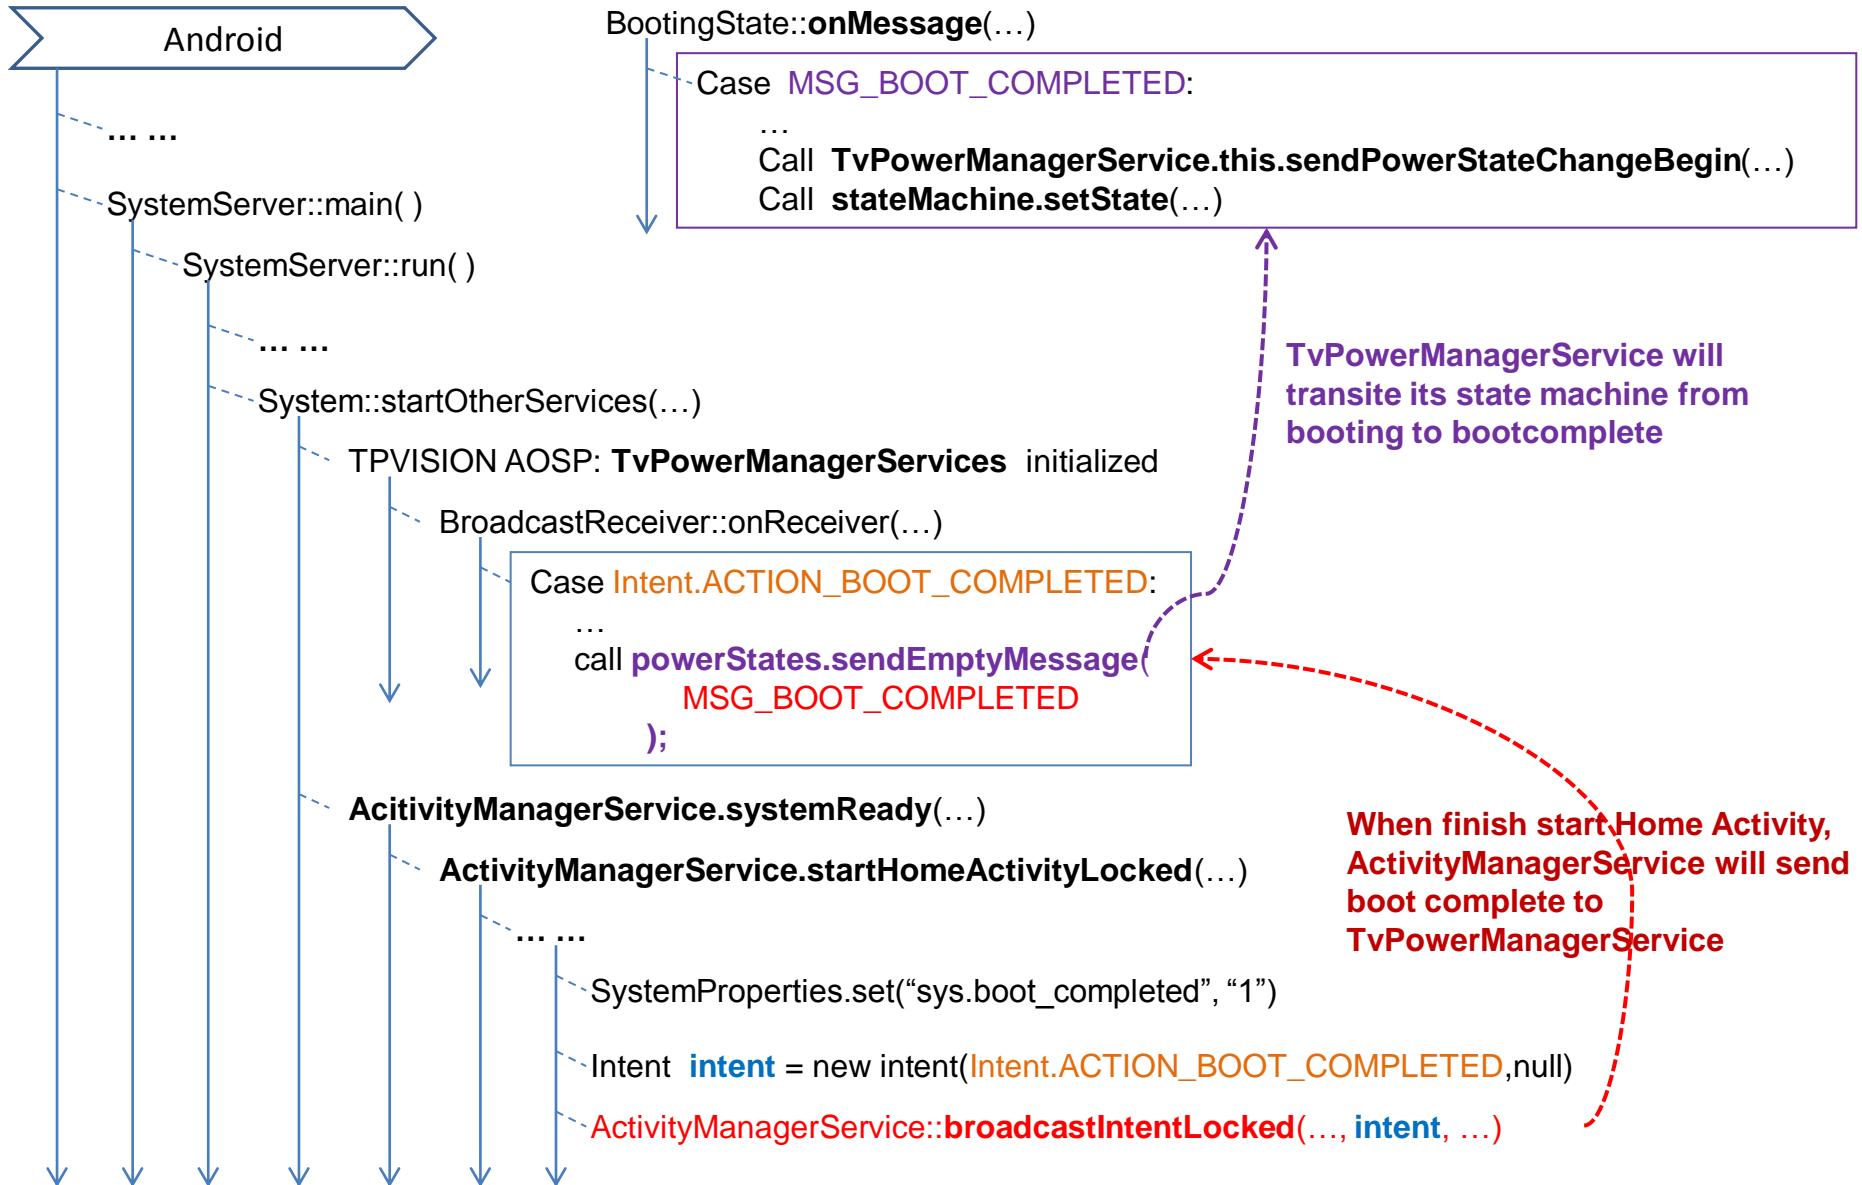 Android
BootingState::onMessage(…)
Case MSG_BOOT_COMPLETED:
…
Call TvPowerManagerService.this.sendPowerStateChangeBegin(…)
Call stateMachine.setState(…)
… …
SystemServer::main( )
SystemServer::run( )
… …
System::startOtherServices(…)
TPVISION AOSP: TvPowerManagerServices initialized
BroadcastReceiver::onReceiver(…)
Case Intent.ACTION_BOOT_COMPLETED:
…
call powerStates.sendEmptyMessage(
MSG_BOOT_COMPLETED
);
TvPowerManagerService will
transite its state machine from
booting to bootcomplete
AcitivityManagerService.systemReady(…)
ActivityManagerService.startHomeActivityLocked(…)
… …
SystemProperties.set(“sys.boot_completed”, “1”)
Intent intent = new intent(Intent.ACTION_BOOT_COMPLETED,null)
ActivityManagerService::broadcastIntentLocked(…, intent, …)
When finish start Home Activity,
ActivityManagerService will send
boot complete to
TvPowerManagerService